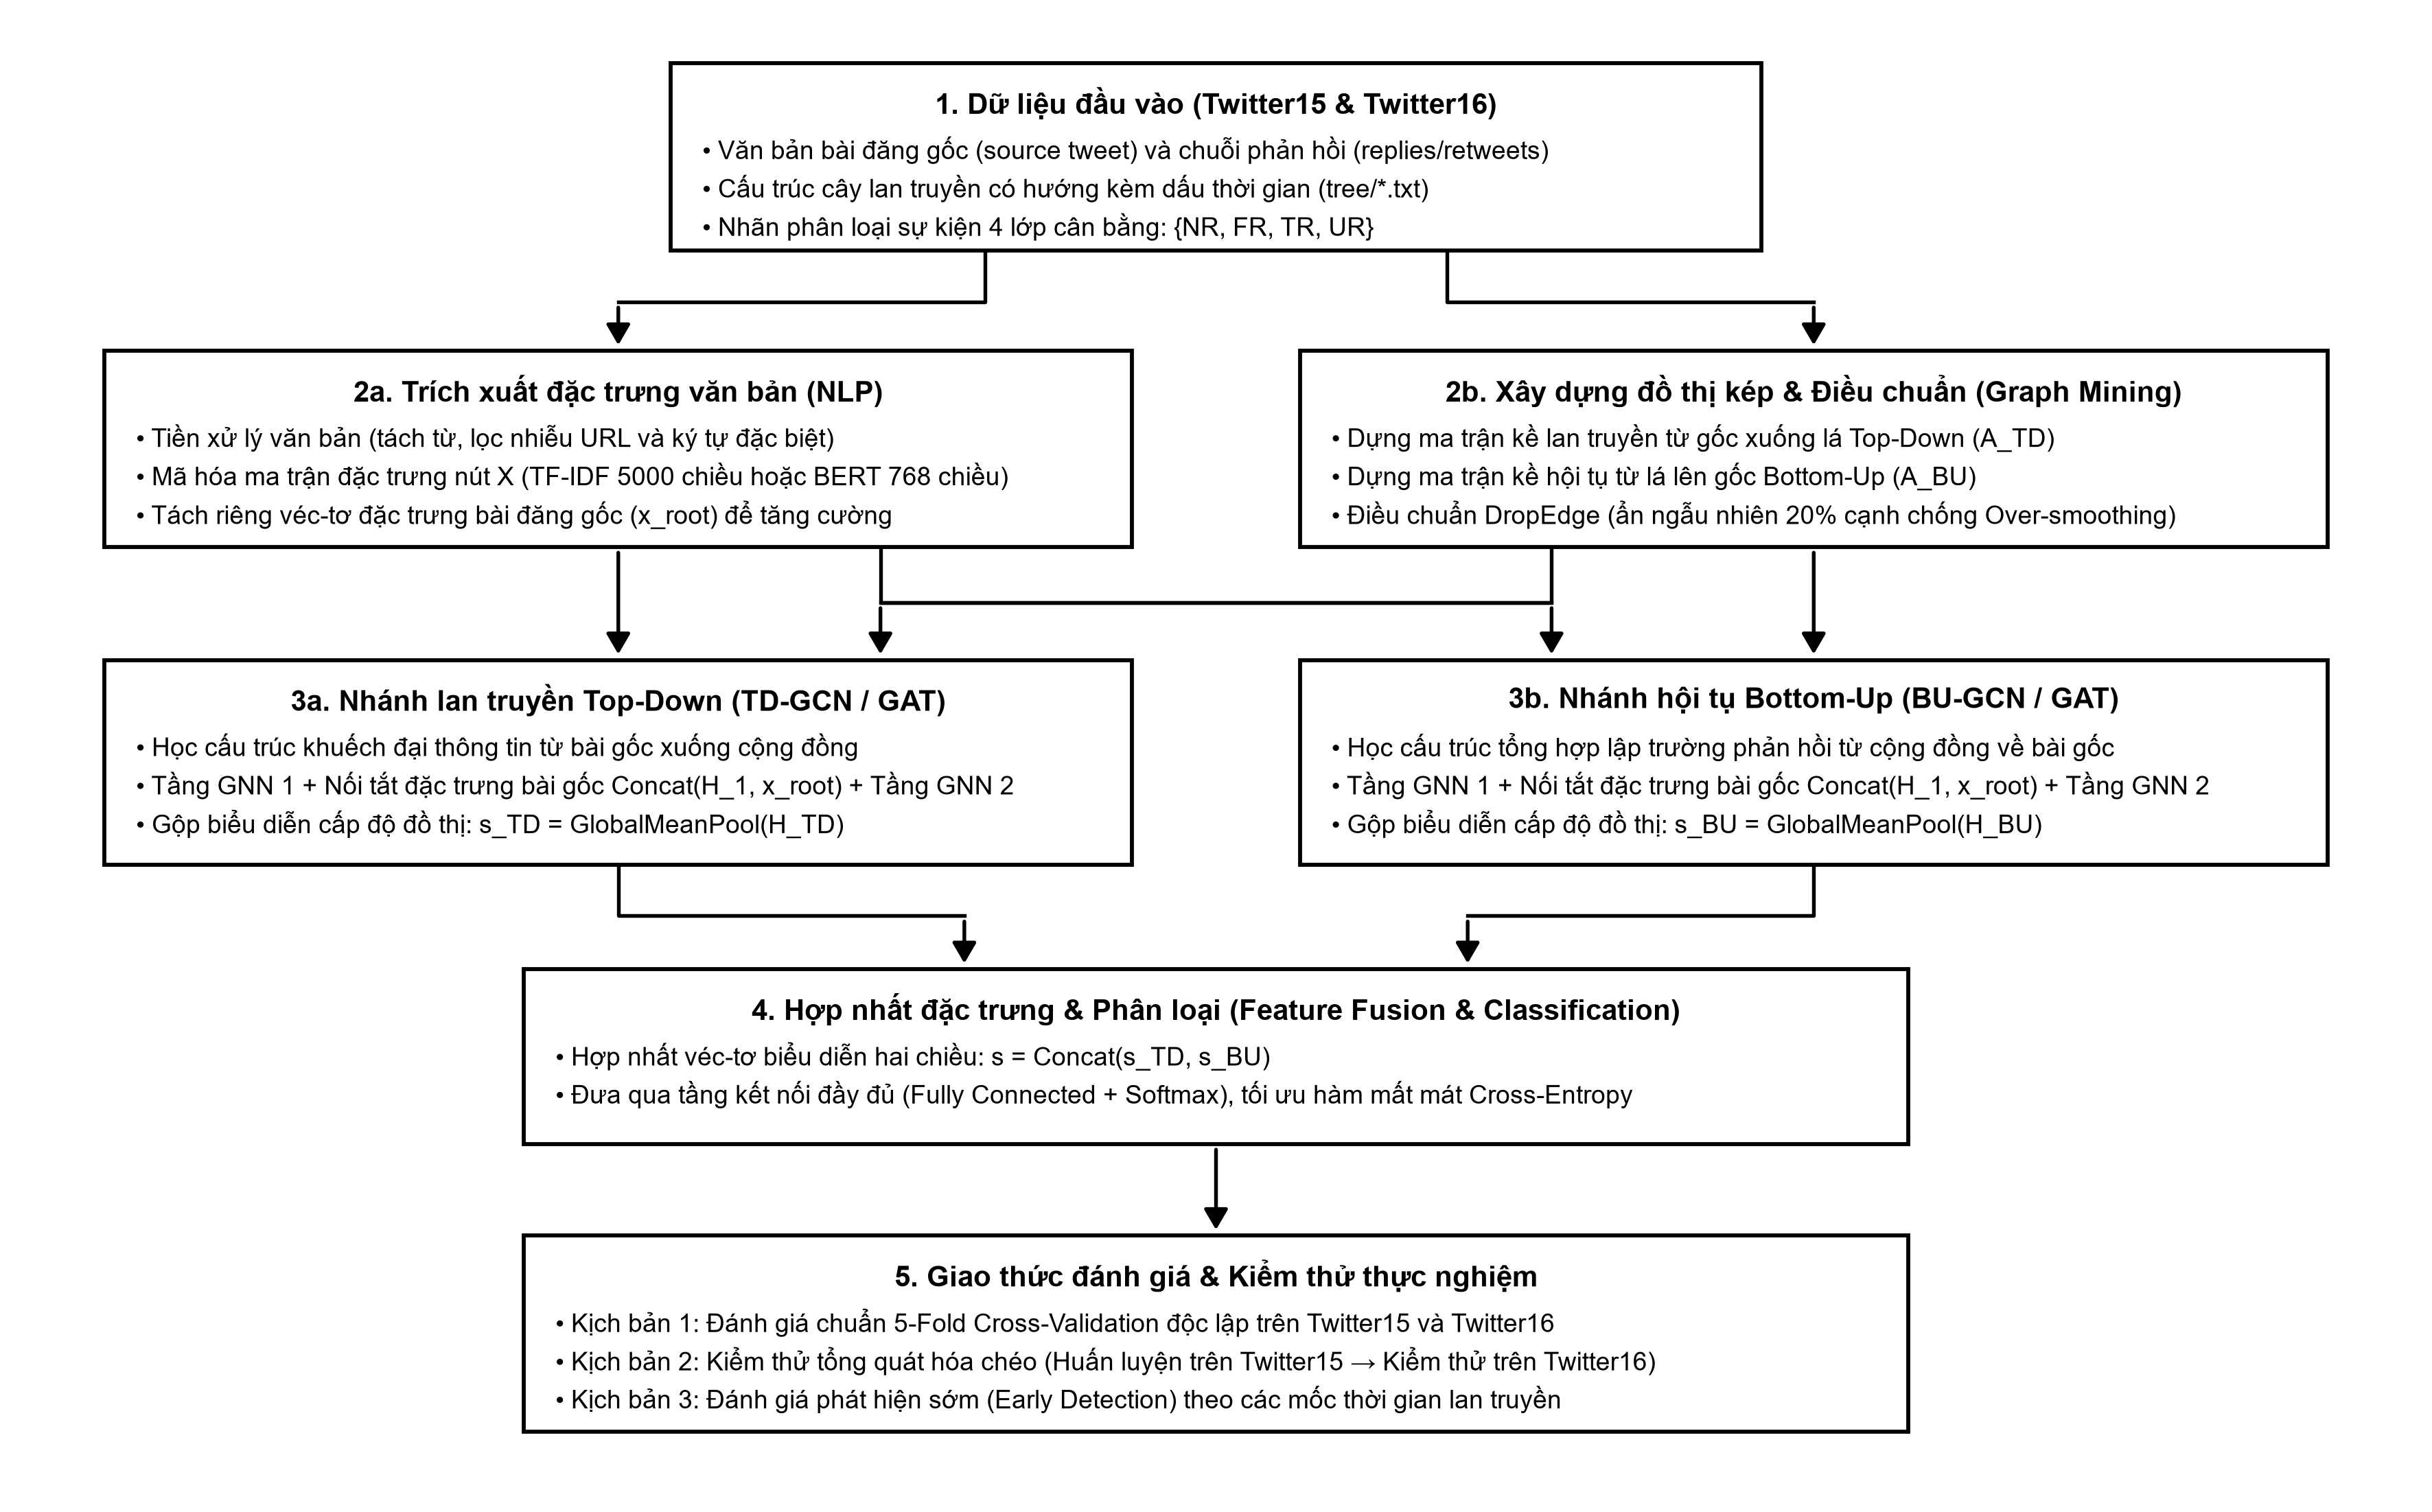 1. Dữ liệu đầu vào (Twitter15 & Twitter16)
• Văn bản bài đăng gốc (source tweet) và chuỗi phản hồi (replies/retweets)
• Cấu trúc cây lan truyền có hướng kèm dấu thời gian (tree/*.txt)
• Nhãn phân loại sự kiện 4 lớp cân bằng: {NR, FR, TR, UR}
2a. Trích xuất đặc trưng văn bản (NLP)
• Tiền xử lý văn bản (tách từ, lọc nhiễu URL và ký tự đặc biệt)
• Mã hóa ma trận đặc trưng nút X (TF-IDF 5000 chiều hoặc BERT 768 chiều)
• Tách riêng véc-tơ đặc trưng bài đăng gốc (x_root) để tăng cường
2b. Xây dựng đồ thị kép & Điều chuẩn (Graph Mining)
• Dựng ma trận kề lan truyền từ gốc xuống lá Top-Down (A_TD)
• Dựng ma trận kề hội tụ từ lá lên gốc Bottom-Up (A_BU)
• Điều chuẩn DropEdge (ẩn ngẫu nhiên 20% cạnh chống Over-smoothing)
3a. Nhánh lan truyền Top-Down (TD-GCN / GAT)
• Học cấu trúc khuếch đại thông tin từ bài gốc xuống cộng đồng
• Tầng GNN 1 + Nối tắt đặc trưng bài gốc Concat(H_1, x_root) + Tầng GNN 2
• Gộp biểu diễn cấp độ đồ thị: s_TD = GlobalMeanPool(H_TD)
3b. Nhánh hội tụ Bottom-Up (BU-GCN / GAT)
• Học cấu trúc tổng hợp lập trường phản hồi từ cộng đồng về bài gốc
• Tầng GNN 1 + Nối tắt đặc trưng bài gốc Concat(H_1, x_root) + Tầng GNN 2
• Gộp biểu diễn cấp độ đồ thị: s_BU = GlobalMeanPool(H_BU)
4. Hợp nhất đặc trưng & Phân loại (Feature Fusion & Classification)
• Hợp nhất véc-tơ biểu diễn hai chiều: s = Concat(s_TD, s_BU)
• Đưa qua tầng kết nối đầy đủ (Fully Connected + Softmax), tối ưu hàm mất mát Cross-Entropy
5. Giao thức đánh giá & Kiểm thử thực nghiệm
• Kịch bản 1: Đánh giá chuẩn 5-Fold Cross-Validation độc lập trên Twitter15 và Twitter16
• Kịch bản 2: Kiểm thử tổng quát hóa chéo (Huấn luyện trên Twitter15 → Kiểm thử trên Twitter16)
• Kịch bản 3: Đánh giá phát hiện sớm (Early Detection) theo các mốc thời gian lan truyền